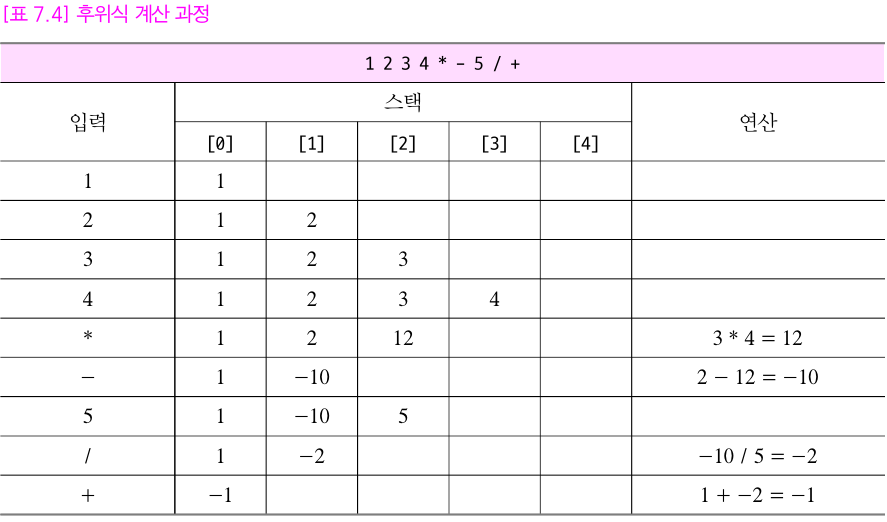 [표 7.4] 후위식 계산 과정
1 2 3 4 * - 5 / +
입력 스택 연산
[0] [1] [2] [3] [4]
1 1
2 1 2
3 1 2 3
4 1 2 3 4
* 1 2 12 3 * 4 = 12
− 1 −10 2 − 12 = −10
5 1 −10 5
/ 1 −2 −10 / 5 = −2
+ −1 1 + −2 = −1